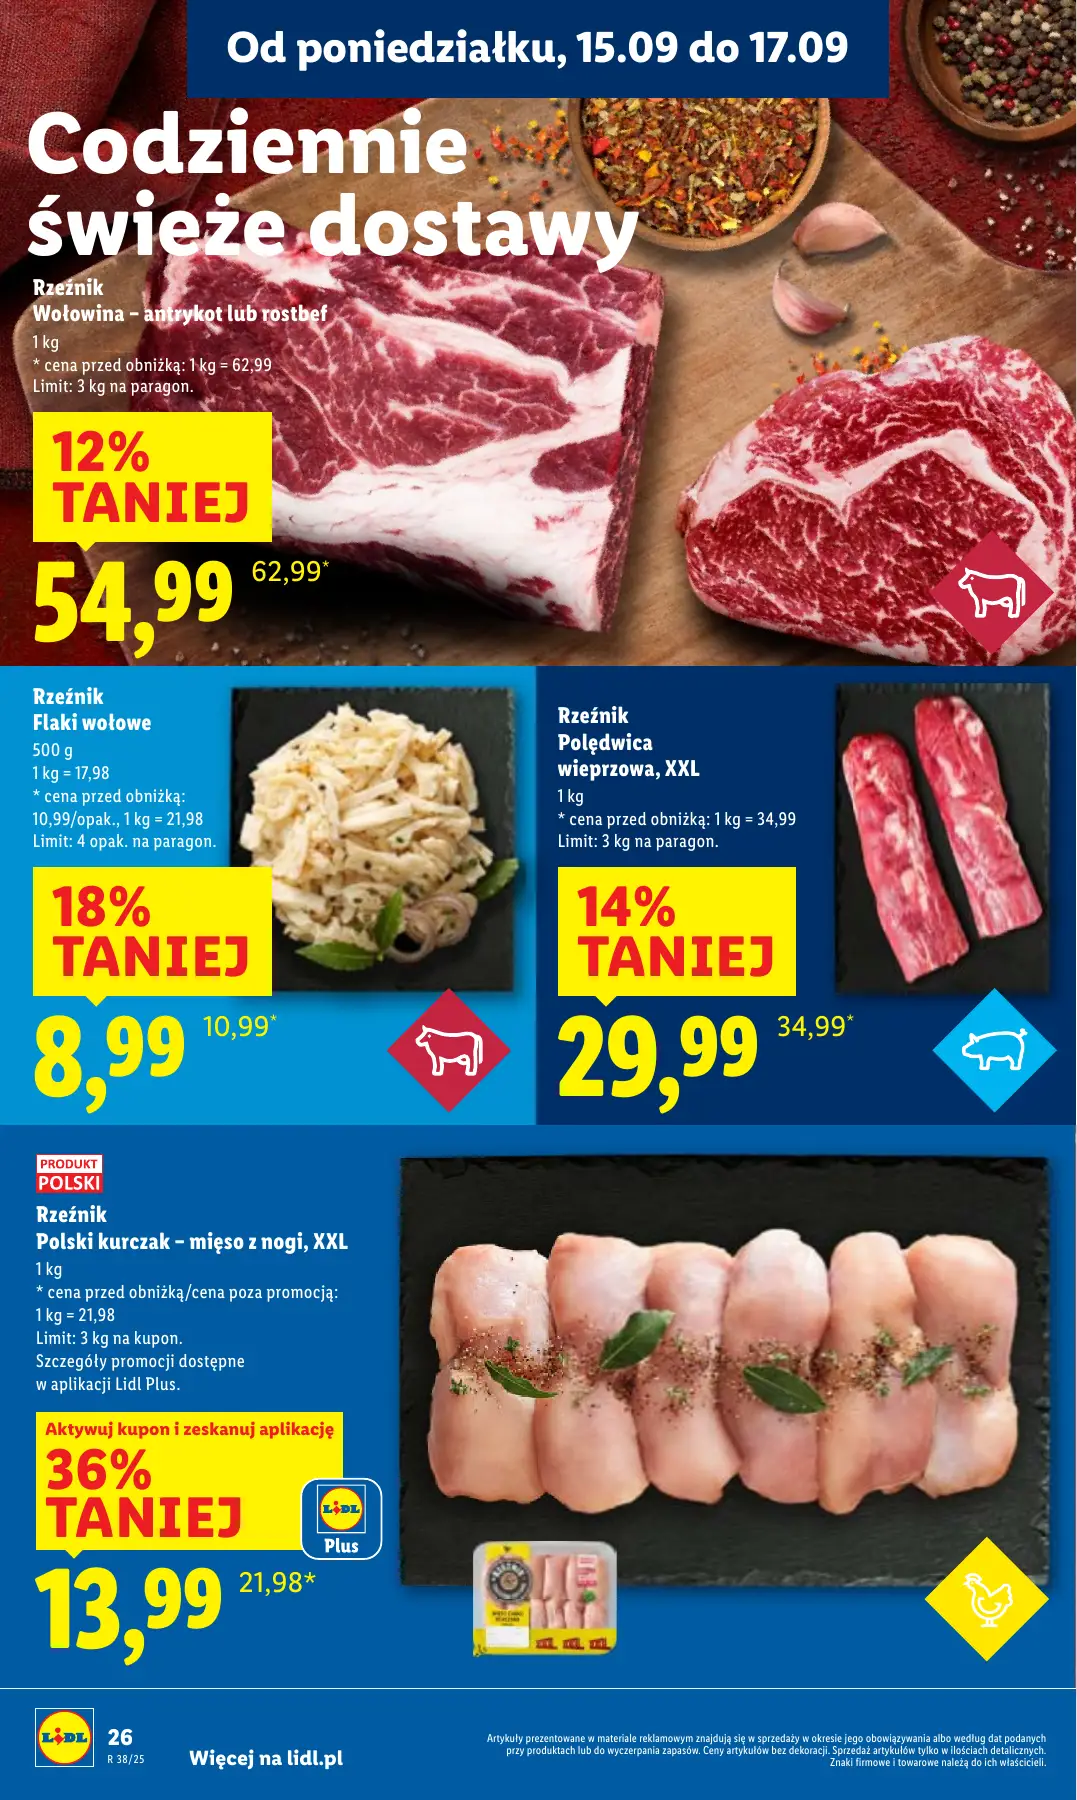 Od poniedziałku, 15.09 do 17.09
Codziennie
świeże dostawy
Rzeźnik
Wołowina – antrykot lub rostbef
1 kg
* cena przed obniżką: 1 kg = 62,99
Limit: 3 kg na paragon.
12%
TANIEJ
54,99
62,99*
Rzeźnik
Flaki wołowe
500 g
1 kg = 17,98
* cena przed obniżką:
10,99/opak., 1 kg = 21,98
Limit: 4 opak. na paragon.
18%
TANIEJ
8,99
10,99*
Rzeźnik
Polędwica
wieprzowa, XXL
1 kg
* cena przed obniżką: 1 kg = 34,99
Limit: 3 kg na paragon.
14%
TANIEJ
29,99
34,99*
PRODUKT
POLSKI
Rzeźnik
Polski kurczak – mięso z nogi, XXL
1 kg
* cena przed obniżką/cena poza promocją:
1 kg = 21,98
Limit: 3 kg na kupon.
Szczegóły promocji dostępne
w aplikacji Lidl Plus.
Aktywuj kupon i zeskanuj aplikację
36%
TANIEJ
LIDL
Plus
13,99
21,98*
LIDL
26
R 38/25
Więcej na lidl.pl
Artykuły prezentowane w materiale reklamowym znajdują się w sprzedaży w okresie jego obowiązywania albo według dat podanych
przy produktach lub do wyczerpania zapasów. Ceny artykułów bez dekoracji. Sprzedaż artykułów tylko w ilościach detalicznych.
Znaki firmowe i towarowe należą do ich właścicieli.